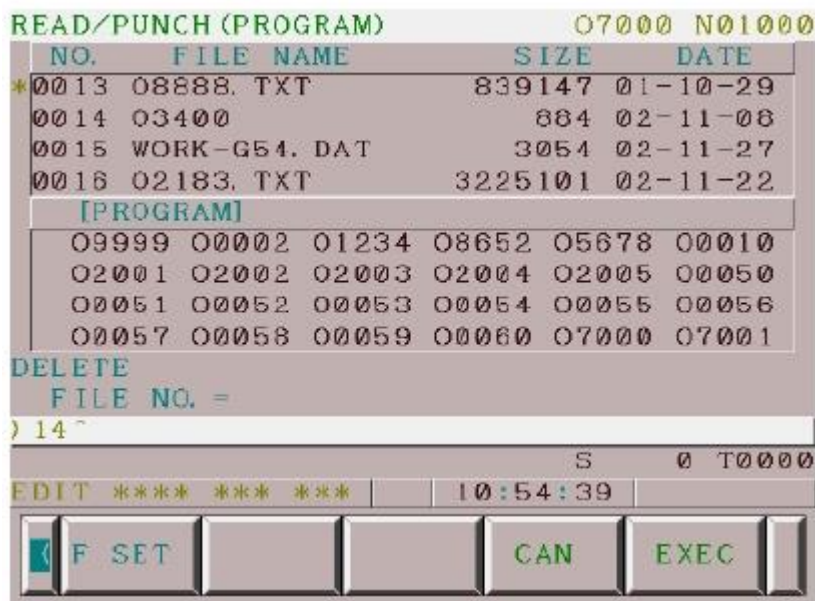 READ/PUNCH (PROGRAM) O7000 N01000
NO. FILE NAME SIZE DATE
*0013 O8888. TXT 839147 01-10-29
0014 O3400 884 02-11-08
0015 WORK-G54. DAT 3054 02-11-27
0016 O2183. TXT 3225101 02-11-22
[PROGRAM]
O9999 O0002 O1234 O8652 O5678 O0010
O2001 O2002 O2003 O2004 O2005 O0050
O0051 O0052 O0053 O0054 O0055 O0056
O0057 O0058 O0059 O0060 O7000 O7001
DELETE
FILE NO. =
) 14^
S 0 T0000
EDIT **** *** *** 10:54:39
( F SET CAN EXEC